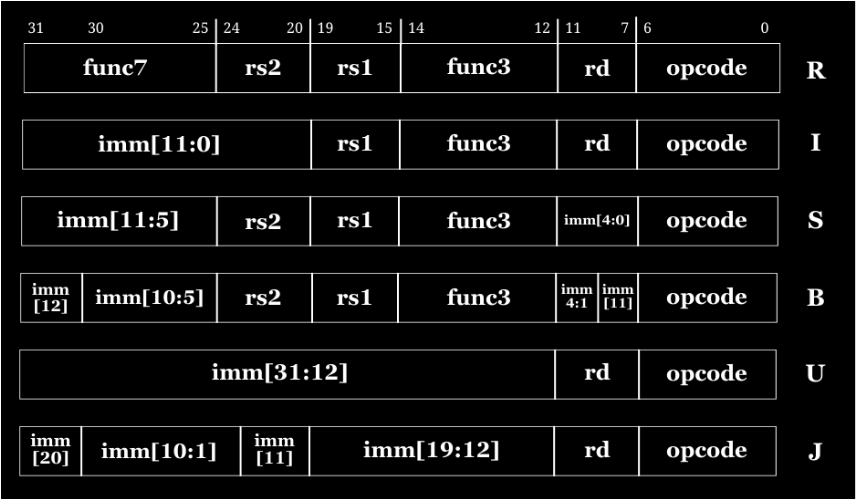 31 30 25 24 20 19 15 14 12 11 7 6 0
func7 rs2 rs1 func3 rd opcode R
imm[11:0] rs1 func3 rd opcode I
imm[11:5] rs2 rs1 func3 imm[4:0] opcode S
imm [12] imm[10:5] rs2 rs1 func3 imm 4:1 imm [11] opcode B
imm[31:12] rd opcode U
imm [20] imm[10:1] imm [11] imm[19:12] rd opcode J